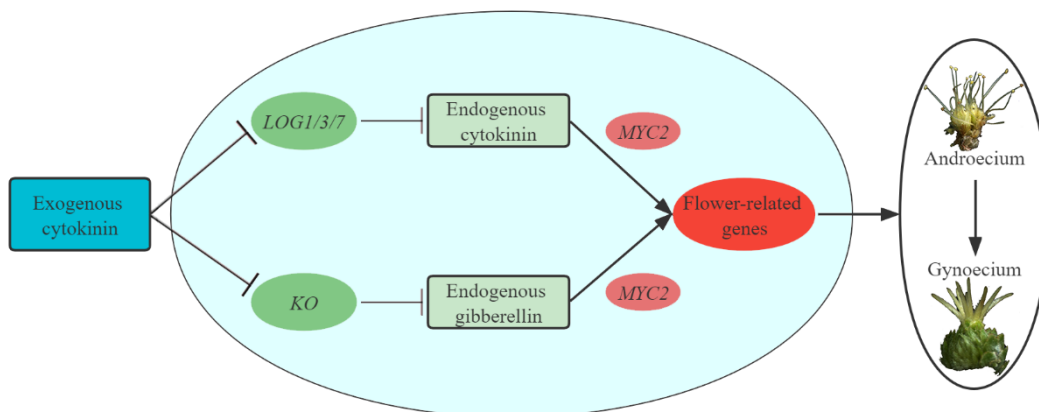 Exogenous
cytokinin
LOG1/3/7
Endogenous
cytokinin
MYC2
Flower-related
genes
KO
Endogenous
gibberellin
MYC2
Androecium
Gynoecium